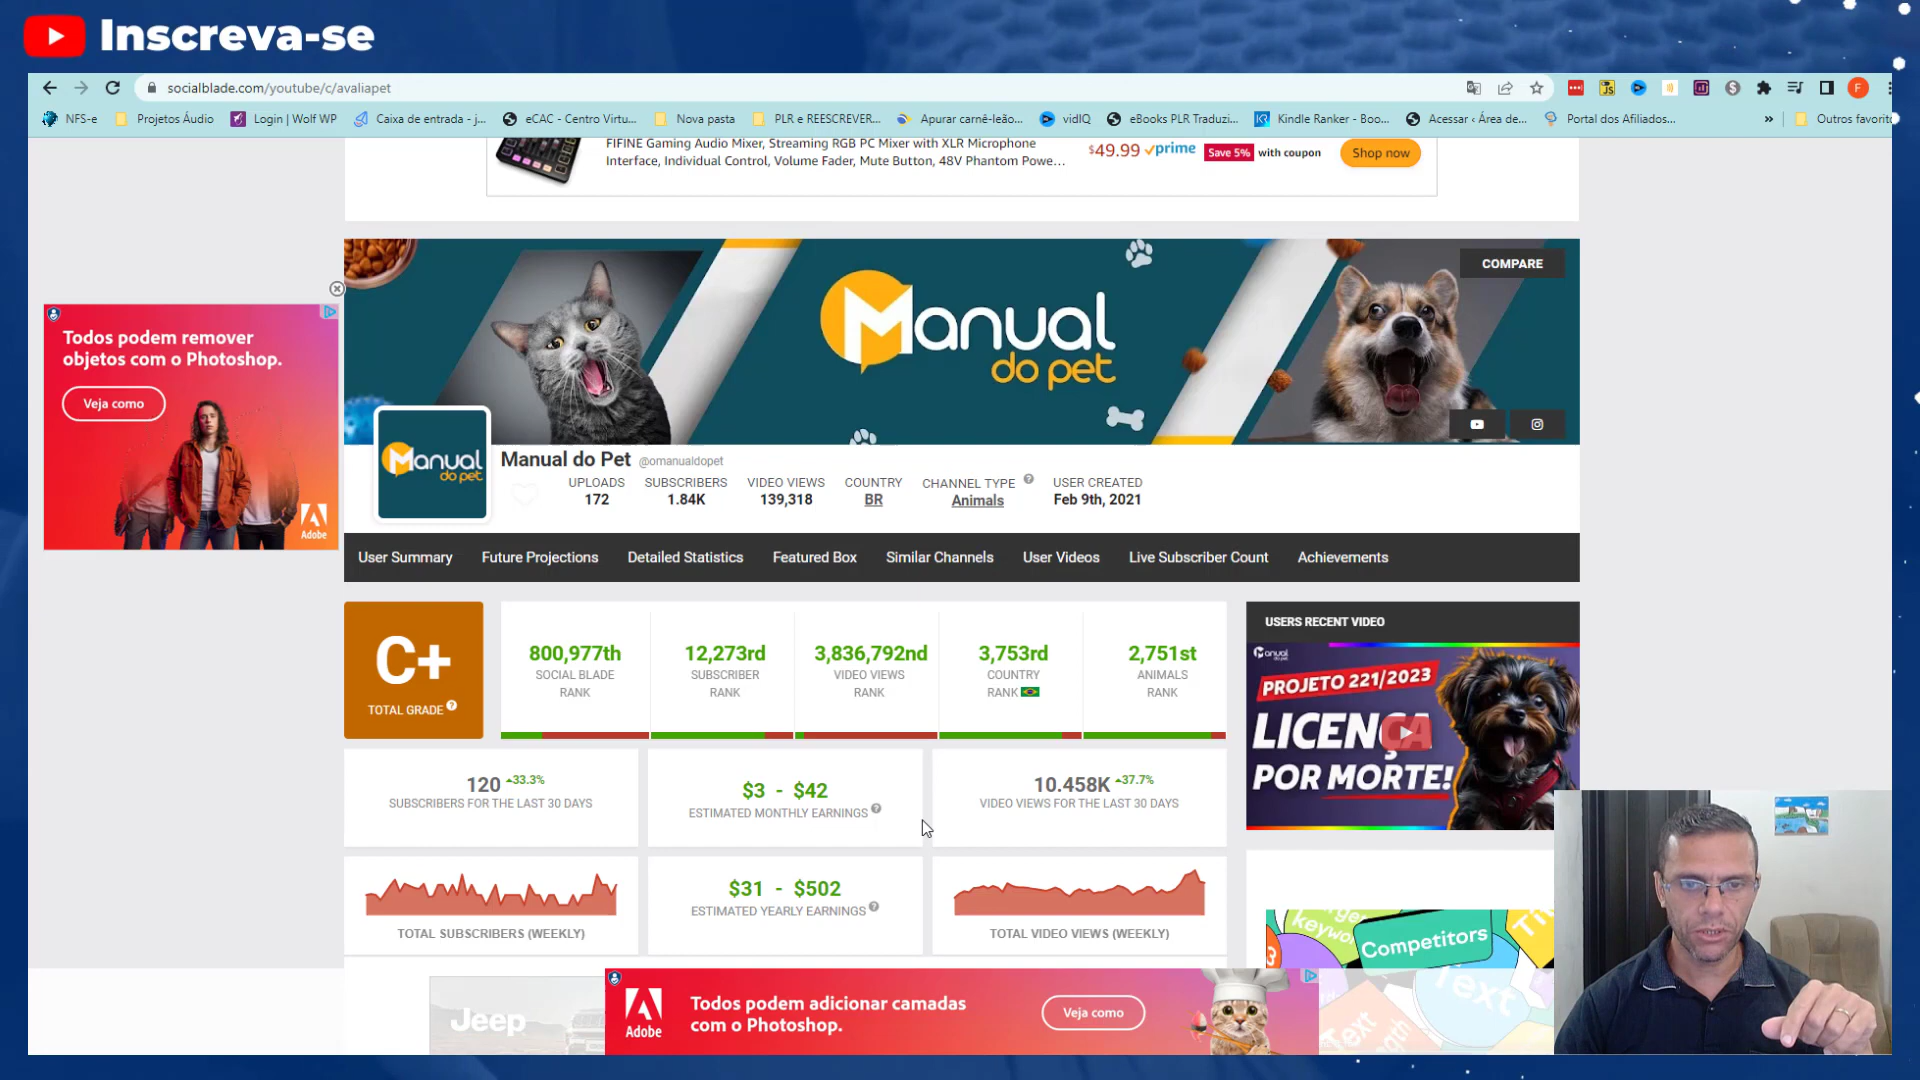 Inscreva-se
socialblade.com/youtube/c/avaliapet
NFS-e
Projetos Áudio
Login | Wolf WP
Caixa de entrada - j...
eCAC - Centro Virtu...
Nova pasta
PLR e REESCREVER...
Apurar carnê-leão...
vidIQ
eBooks PLR Traduzi...
Kindle Ranker - Boo...
Acessar ‹ Área de...
Portal dos Afiliados...
»
Outros favorit
FIFINE Gaming Audio Mixer, Streaming RGB PC Mixer with XLR Microphone
Interface, Individual Control, Volume Fader, Mute Button, 48V Phantom Powe...
$49.99 prime Save 5% with coupon
Shop now
COMPARE
Manual
do pet
Todos podem remover
objetos com o Photoshop.
Veja como
Adobe
Manual
do pet
Manual do Pet @omanualdopet
UPLOADS
172
SUBSCRIBERS
1.84K
VIDEO VIEWS
139,318
COUNTRY
BR
CHANNEL TYPE
Animals
USER CREATED
Feb 9th, 2021
User Summary
Future Projections
Detailed Statistics
Featured Box
Similar Channels
User Videos
Live Subscriber Count
Achievements
C+
TOTAL GRADE
800,977th
SOCIAL BLADE
RANK
12,273rd
SUBSCRIBER
RANK
3,836,792nd
VIDEO VIEWS
RANK
3,753rd
COUNTRY
RANK
2,751st
ANIMALS
RANK
USERS RECENT VIDEO
Manual
PROJETO 221/2023
LICENÇA
POR MORTE!
120 33.3%
SUBSCRIBERS FOR THE LAST 30 DAYS
$3 - $42
ESTIMATED MONTHLY EARNINGS
10.458K 37.7%
VIDEO VIEWS FOR THE LAST 30 DAYS
TOTAL SUBSCRIBERS (WEEKLY)
$31 - $502
ESTIMATED YEARLY EARNINGS
TOTAL VIDEO VIEWS (WEEKLY)
Competitors
Text
Jeep
Adobe
Todos podem adicionar camadas
com o Photoshop.
Veja como